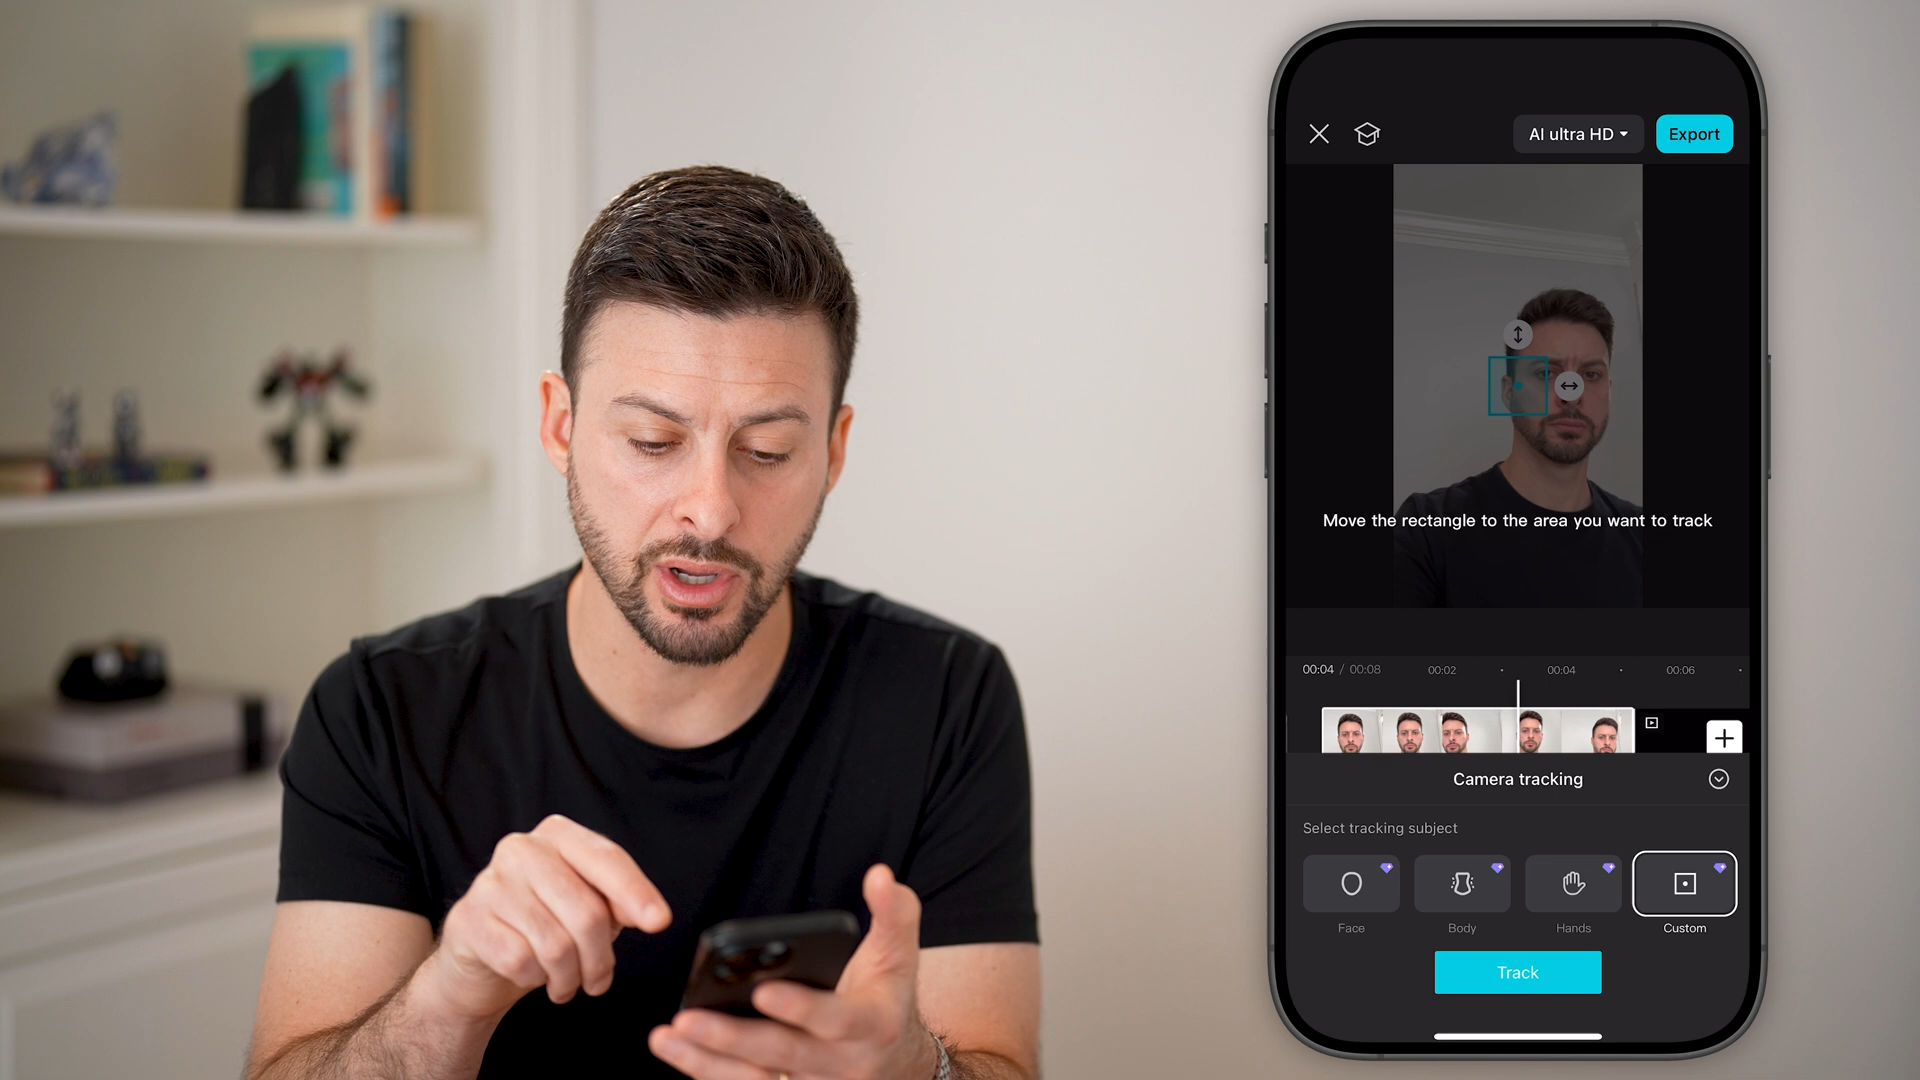 AI ultra HD
Export
Move the rectangle to the area you want to track
00:04 / 00:08
00:02
00:04
00:06
Camera tracking
Select tracking subject
Face
Body
Hands
Custom
Track